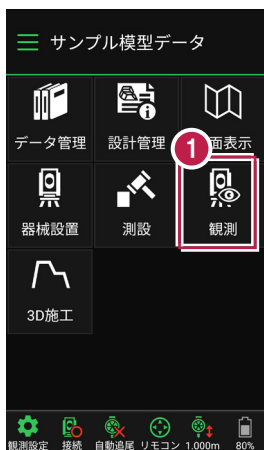 サンプル模型データ
データ管理 設計管理 面表示
1
器械設置 測設 観測
3D施工
観測設定 接続 自動追尾 リモコン 1.000m 80%